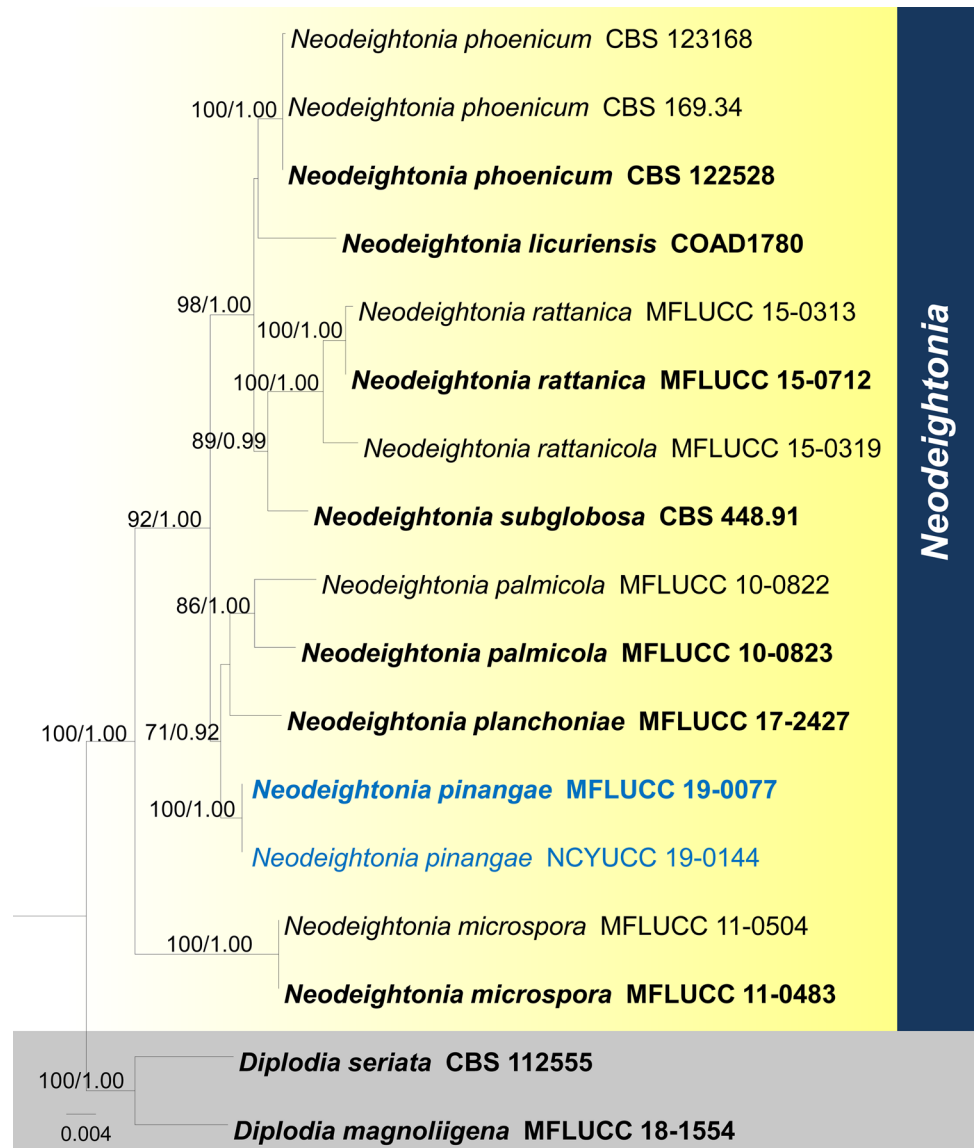 Neodeightonia phoenicum CBS 123168
100/1.00
Neodeightonia phoenicum CBS 169.34
Neodeightonia phoenicum CBS 122528
Neodeightonia licuriensis COAD1780
98/1.00
Neodeightonia rattanica MFLUCC 15-0313
100/1.00
Neodeightonia rattanica MFLUCC 15-0712
100/1.00
89/0.99
Neodeightonia rattanicola MFLUCC 15-0319
Neodeightonia subglobosa CBS 448.91
92/1.00
Neodeightonia palmicola MFLUCC 10-0822
86/1.00
Neodeightonia palmicola MFLUCC 10-0823
Neodeightonia planchoniae MFLUCC 17-2427
100/1.00
71/0.92
Neodeightonia pinangae MFLUCC 19-0077
100/1.00
Neodeightonia pinangae NCYUCC 19-0144
Neodeightonia microspora MFLUCC 11-0504
100/1.00
Neodeightonia microspora MFLUCC 11-0483
Neodeightonia
Diplodia seriata CBS 112555
100/1.00
Diplodia magnoliigena MFLUCC 18-1554
0.004